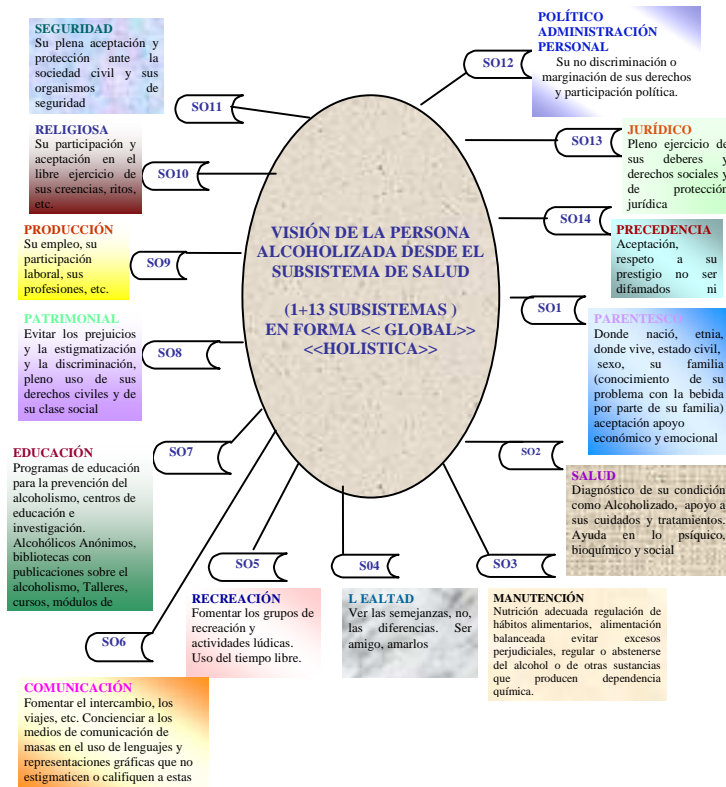 SEGURIDAD
Su plena aceptación y
protección ante la
sociedad civil y sus
organismos de
seguridad
SO11
RELIGIOSA
Su participación y
aceptación en el
libre ejercicio de
sus creencias, ritos,
etc.
SO10
PRODUCCIÓN
Su empleo, su
participación
laboral, sus
profesiones, etc.
SO9
PATRIMONIAL
Evitar los prejuicios
y la estigmatización
y la discriminación,
pleno uso de sus
derechos civiles y de
su clase social
SO8
EDUCACIÓN
Programas de educación
para la prevención del
alcoholismo, centros de
educación e
investigación.
Alcohólicos Anónimos,
bibliotecas con
publicaciones sobre el
alcoholismo, Talleres,
cursos, módulos de
SO7
SO6
COMUNICACIÓN
Fomentar el intercambio, los
viajes, etc. Concienciar a los
medios de comunicación de
masas en el uso de lenguajes y
representaciones gráficas que no
estigmaticen o califiquen a estas
VISIÓN DE LA PERSONA
ALCOHOLIZADA DESDE EL
SUBSISTEMA DE SALUD
(1+13 SUBSISTEMAS )
EN FORMA << GLOBAL>>
<<HOLISTICA>>
SO5
RECREACIÓN
Fomentar los grupos de
recreación y
actividades lúdicas.
Uso del tiempo libre.
S04
L EALTAD
Ver las semejanzas, no,
las diferencias. Ser
amigo, amarlos
SO3
MANUTENCIÓN
Nutrición adecuada regulación de
hábitos alimentarios, alimentación
balanceada evitar excesos
perjudiciales, regular o abstenerse
del alcohol o de otras sustancias
que producen dependencia
química.
POLÍTICO
ADMINISTRACIÓN
PERSONAL
Su no discriminación o
marginación de sus derechos
y participación política.
SO12
SO13
JURÍDICO
Pleno ejercicio de
sus deberes y
derechos sociales y
de protección
jurídica
SO14
PRECEDENCIA
Aceptación,
respeto a su
prestigio no ser
difamados ni
SO1
PARENTESCO
Donde nació, etnia,
donde vive, estado civil,
sexo, su familia
(conocimiento de su
problema con la bebida
por parte de su familia)
aceptación apoyo
económico y emocional
SO2
SALUD
Diagnóstico de su condición
como Alcoholizado, apoyo a
sus cuidados y tratamientos.
Ayuda en lo psíquico,
bioquímico y social